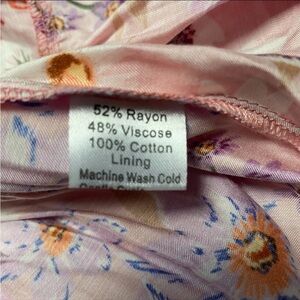 52% Rayon
48% Viscose
100% Cotton
Lining
Machine Wash Cold